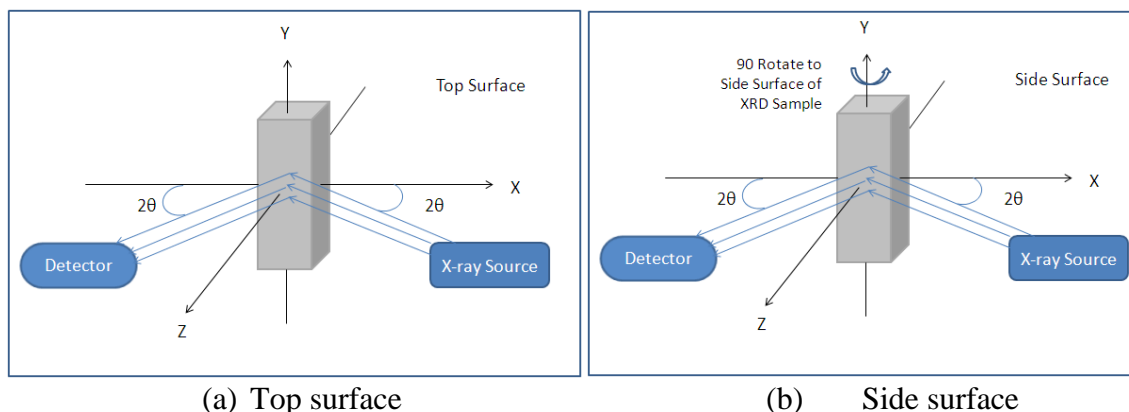 Y
Top Surface
X
2θ
2θ
Detector
X-ray Source
Z
(a) Top surface
Y
90 Rotate to
Side Surface of
XRD Sample
Side Surface
X
2θ
2θ
Detector
X-ray Source
Z
(b) Side surface